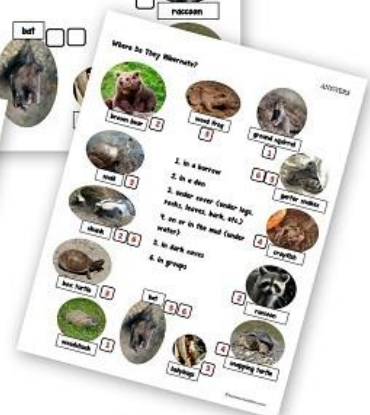 raccoon
bat
Where Do They Hibernate?
ANSWERS
brown bear 2
wood frog 3
ground squirrel 1
snail 3
garter snakes 6 5
skunk 2 6
crayfish 4
1. in a burrow
2. in a den
3. under cover (under logs,
rocks, leaves, bark, etc.)
4. on or in the mud (under
water)
5. in dark caves
6. in groups
box turtle
raccoon 2
bat 5 6
woodchuck 1
ladybugs 3
snapping turtle 4